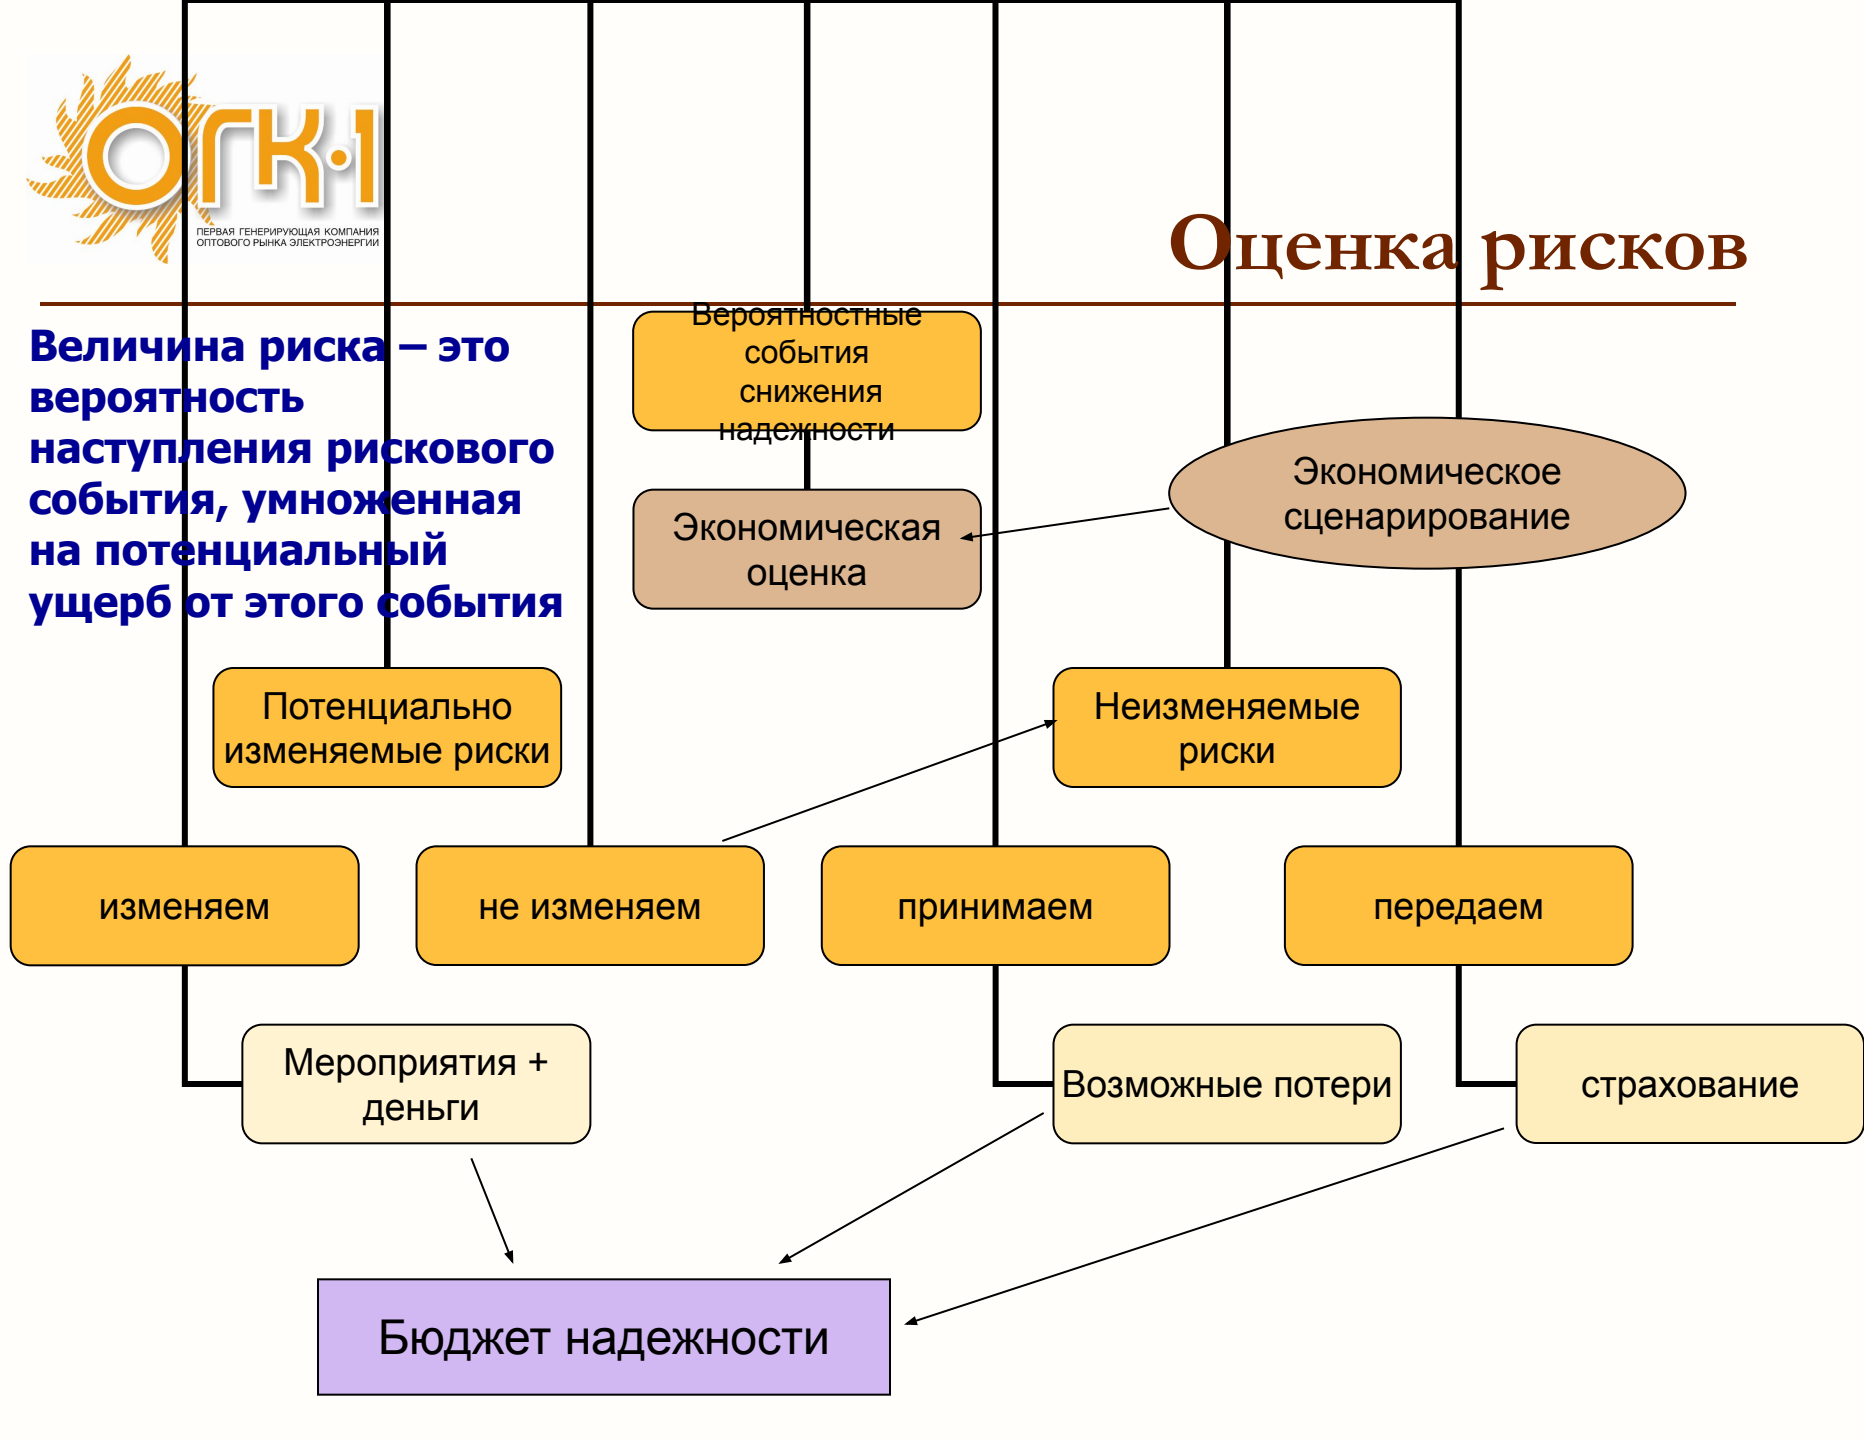 ОГК·1
ПЕРВАЯ ГЕНЕРИРУЮЩАЯ КОМПАНИЯ
ОПТОВОГО РЫНКА ЭЛЕКТРОЭНЕРГИИ
Оценка рисков
Величина риска – это
вероятность
наступления рискового
события, умноженная
на потенциальный
ущерб от этого события
Вероятностные
события
снижения
надежности
Экономическое
сценарирование
Экономическая
оценка
Потенциально
изменяемые риски
Неизменяемые
риски
изменяем
не изменяем
принимаем
передаем
Мероприятия +
деньги
Возможные потери
страхование
Бюджет надежности